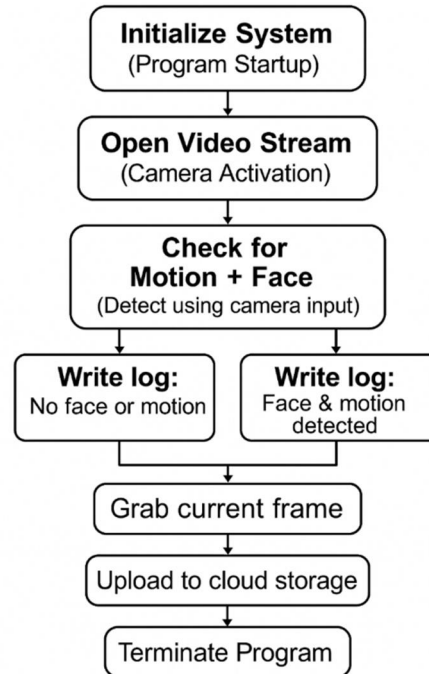 Initialize System
(Program Startup)
Open Video Stream
(Camera Activation)
Check for
Motion + Face
(Detect using camera input)
Write log:
No face or motion
Write log:
Face & motion
detected
Grab current frame
Upload to cloud storage
Terminate Program